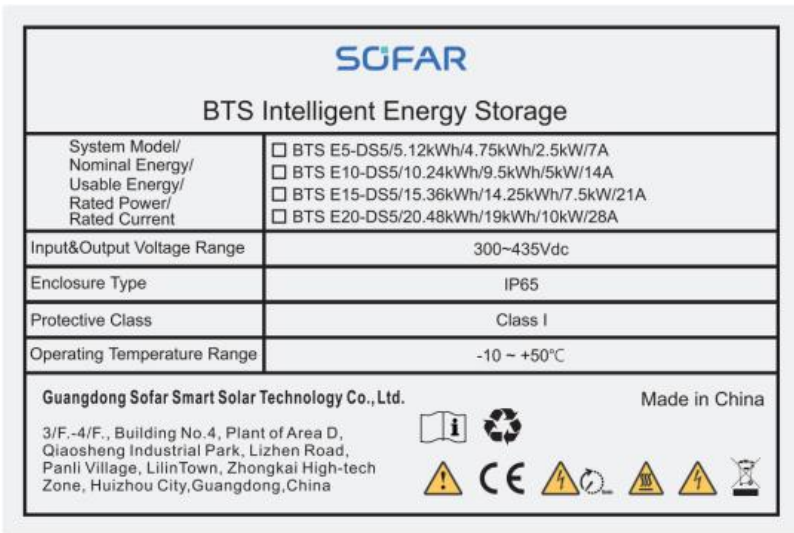 SOFAR
BTS Intelligent Energy Storage
System Model/
Nominal Energy/
Usable Energy/
Rated Power/
Rated Current
☐ BTS E5-DS5/5.12kWh/4.75kWh/2.5kW/7A
☐ BTS E10-DS5/10.24kWh/9.5kWh/5kW/14A
☐ BTS E15-DS5/15.36kWh/14.25kWh/7.5kW/21A
☐ BTS E20-DS5/20.48kWh/19kWh/10kW/28A
Input&Output Voltage Range
300~435Vdc
Enclosure Type
IP65
Protective Class
Class I
Operating Temperature Range
-10 ~ +50℃
Guangdong Sofar Smart Solar Technology Co.,Ltd.
Made in China
3/F.-4/F., Building No.4, Plant of Area D,
Qiaosheng Industrial Park, Lizhen Road,
Panli Village, LilinTown, Zhongkai High-tech
Zone, Huizhou City,Guangdong,China
i
CE